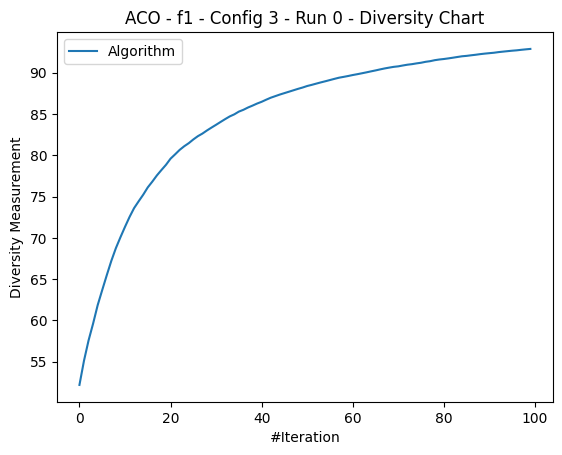 ACO - f1 - Config 3 - Run 0 - Diversity Chart
Algorithm
90
85
80
75
70
65
60
55
Diversity Measurement
0 20 40 60 80 100
#Iteration